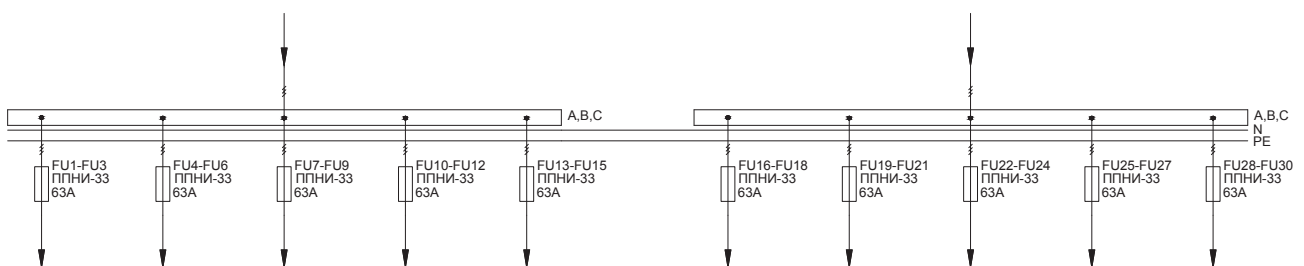 A,B,C
A,B,C
N
PE
FU1-FU3
ППНИ-33
63А
FU4-FU6
ППНИ-33
63А
FU7-FU9
ППНИ-33
63А
FU10-FU12
ППНИ-33
63А
FU13-FU15
ППНИ-33
63А
FU16-FU18
ППНИ-33
63А
FU19-FU21
ППНИ-33
63А
FU22-FU24
ППНИ-33
63А
FU25-FU27
ППНИ-33
63А
FU28-FU30
ППНИ-33
63А